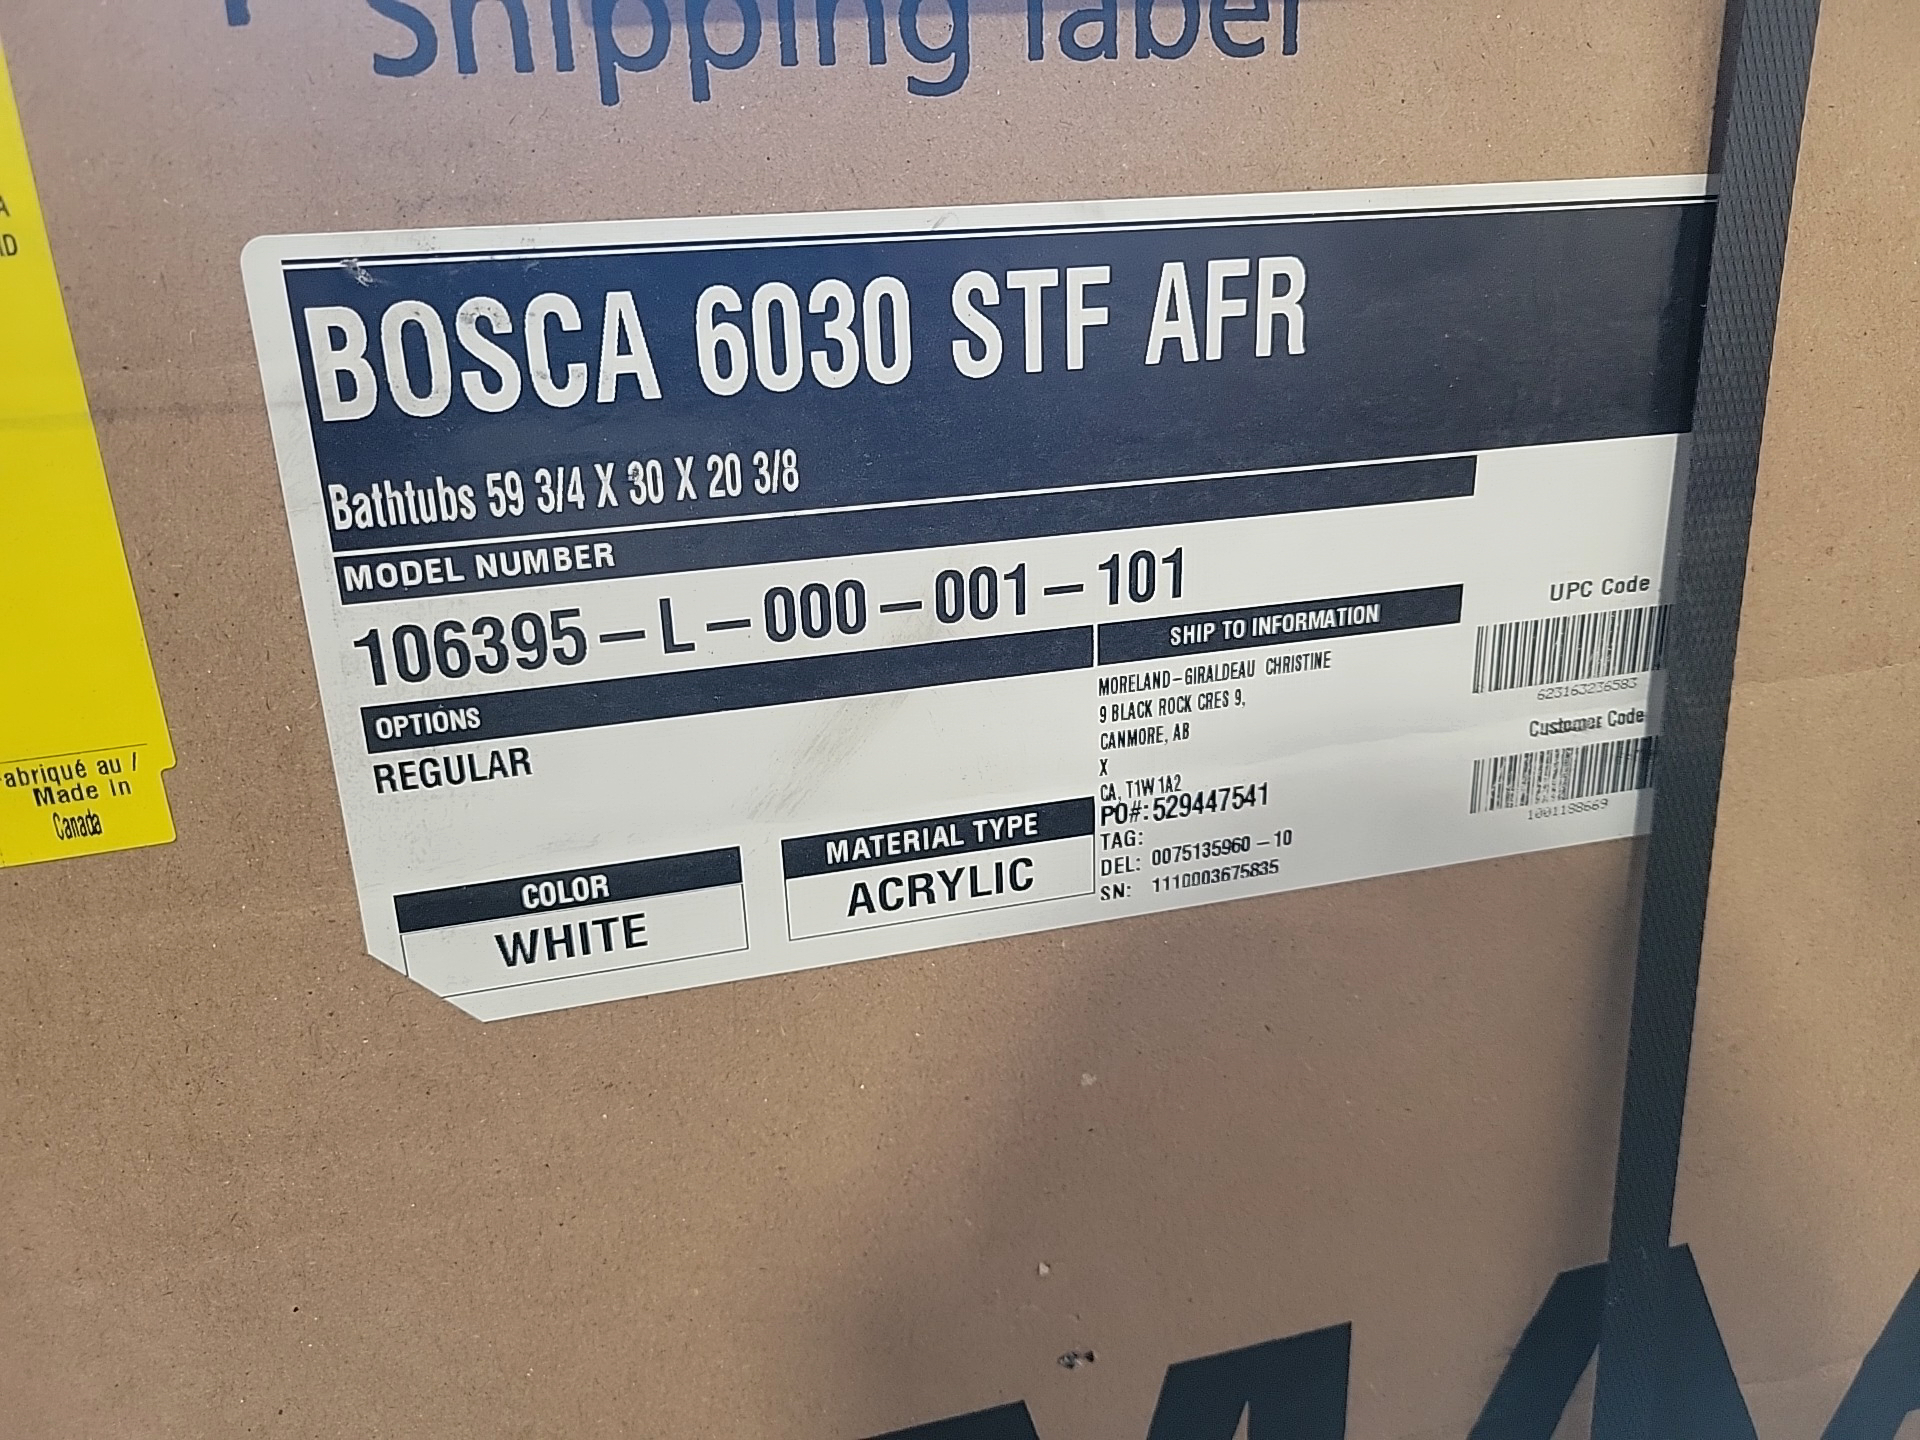 Shipping label
BOSCA 6030 STF AFR
Bathtubs 59 3/4 X 30 X 20 3/8
MODEL NUMBER
106395-L-000-001-101
OPTIONS
REGULAR
COLOR
WHITE
MATERIAL TYPE
ACRYLIC
SHIP TO INFORMATION
MORELAND-GIRALDEAU CHRISTINE
9 BLACK ROCK CRES 9,
CANMORE, AB
X
CA, T1W 1A2
PO#: 529447541
TAG:
DEL: 0075135960-10
SN: 1110003675835
UPC Code
623163236583
Customer Code
1001188669
abriqué au /
Made in
Canada